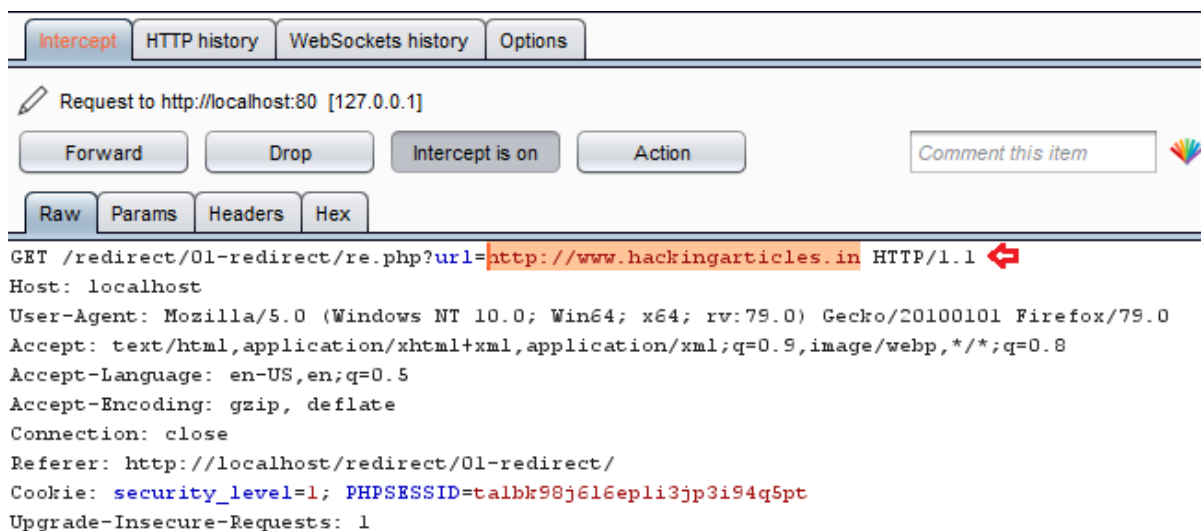 Intercept HTTP history WebSockets history Options
Request to http://localhost:80 [127.0.0.1]
Forward Drop Intercept is on Action Comment this item
Raw Params Headers Hex
GET /redirect/01-redirect/re.php?url=http://www.hackingarticles.in HTTP/1.1
Host: localhost
User-Agent: Mozilla/5.0 (Windows NT 10.0; Win64; x64; rv:79.0) Gecko/20100101 Firefox/79.0
Accept: text/html,application/xhtml+xml,application/xml;q=0.9,image/webp,*/*;q=0.8
Accept-Language: en-US,en;q=0.5
Accept-Encoding: gzip, deflate
Connection: close
Referer: http://localhost/redirect/01-redirect/
Cookie: security_level=1; PHPSESSID=talbk98j6l6epli3jp3i94q5pt
Upgrade-Insecure-Requests: 1